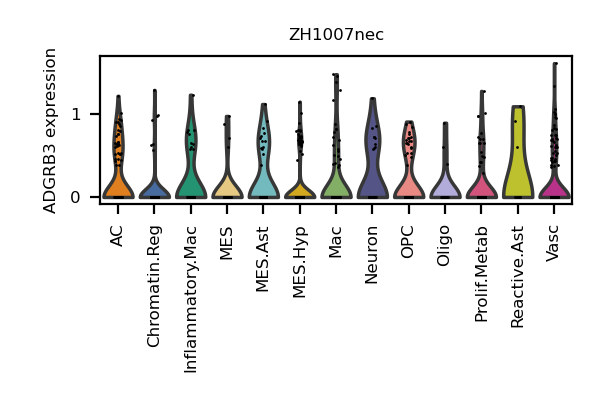 ZH1007nec
ADGRB3 expression
1
0
AC
Chromatin.Reg
Inflammatory.Mac
MES
MES.Ast
MES.Hyp
Mac
Neuron
OPC
Oligo
Prolif.Metab
Reactive.Ast
Vasc